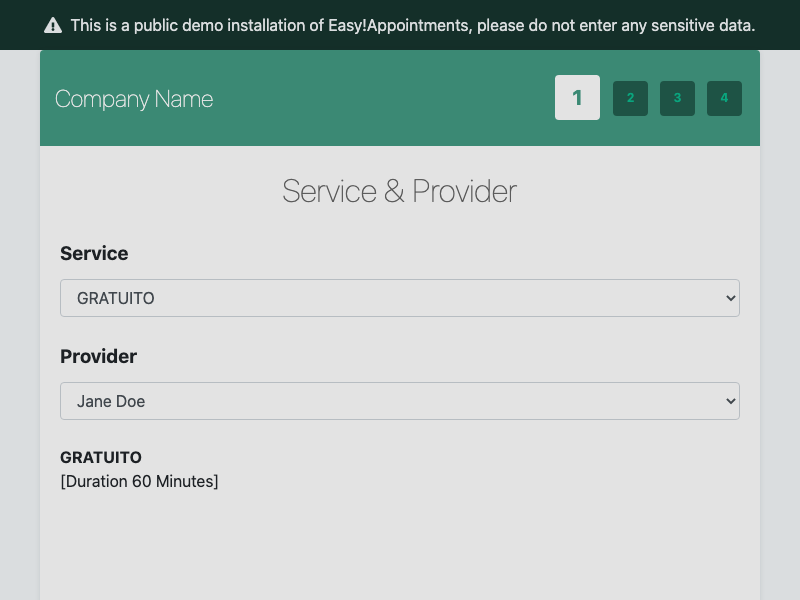 This is a public demo installation of Easy!Appointments, please do not enter any sensitive data.
Company Name
1 2 3 4
Service & Provider
Service
GRATUITO
Provider
Jane Doe
GRATUITO
[Duration 60 Minutes]